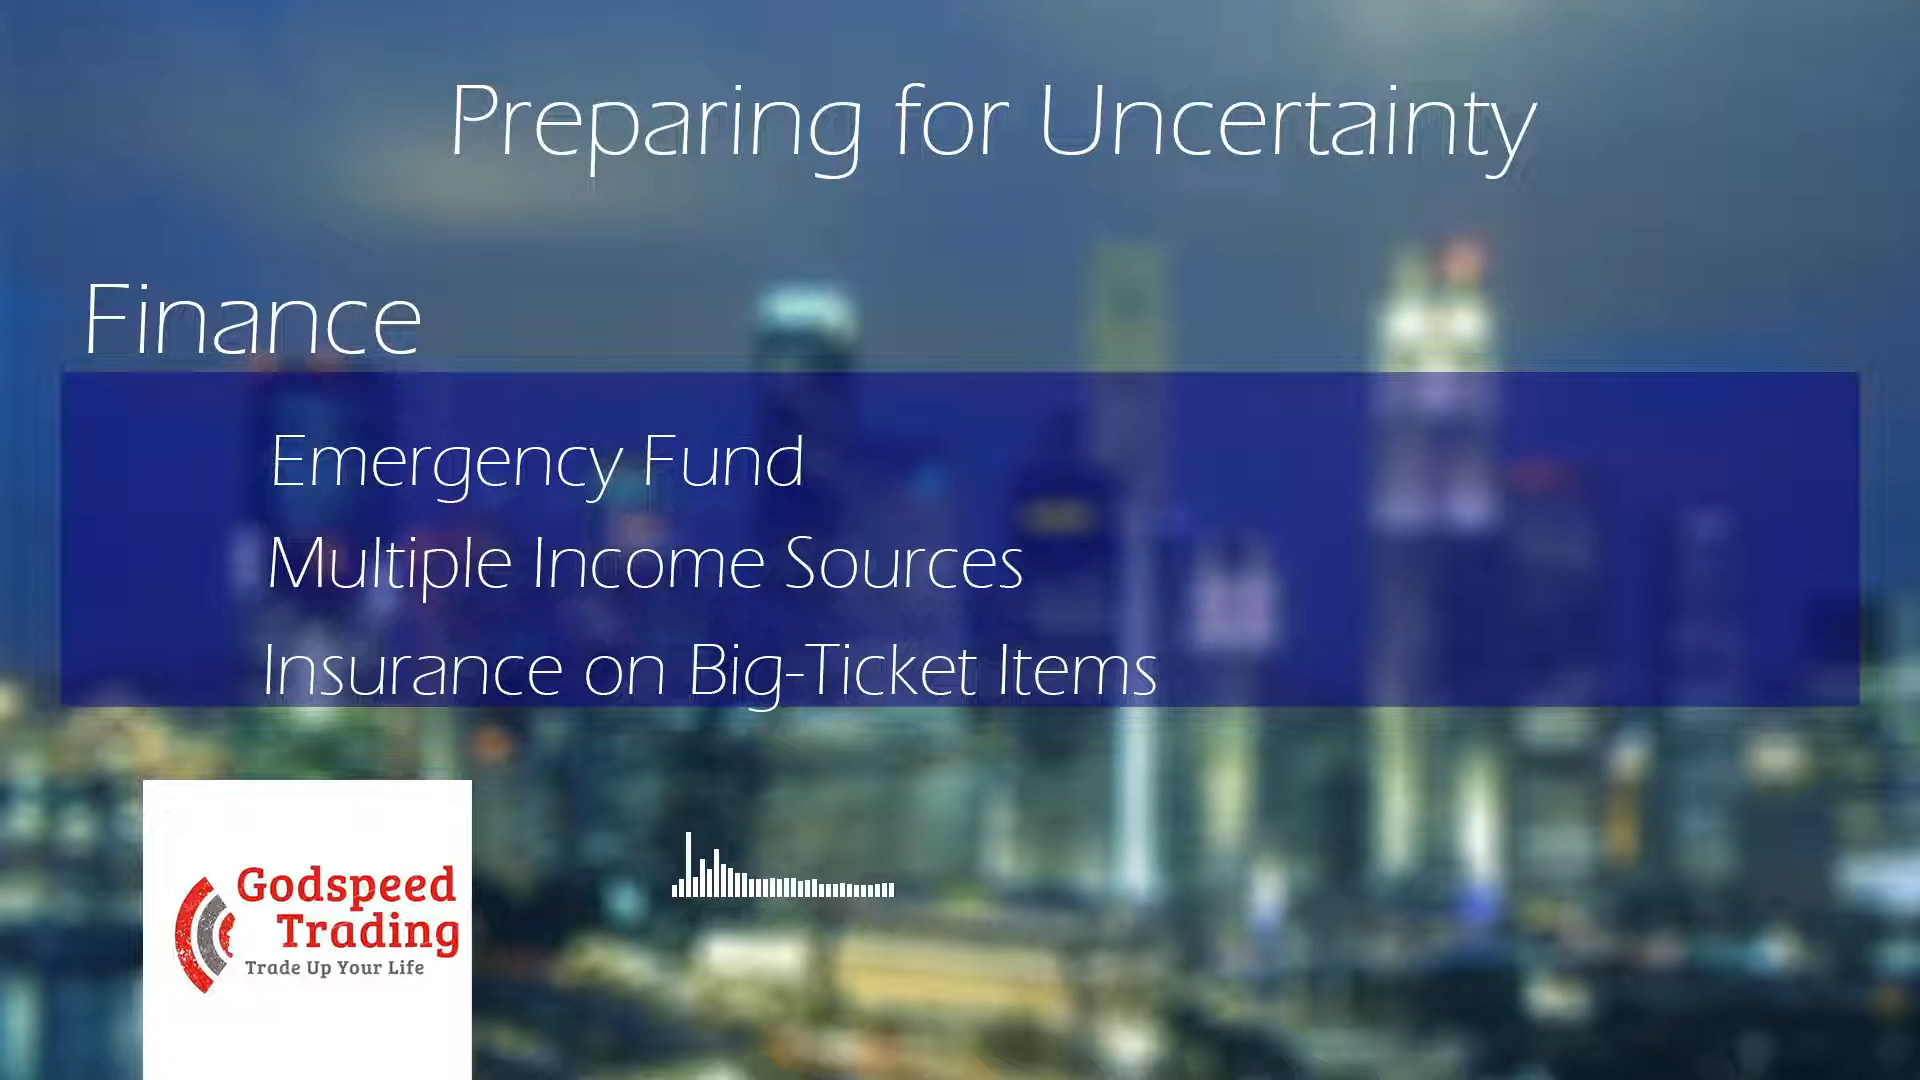 Preparing for Uncertainty
Finance
Emergency Fund
Multiple Income Sources
Insurance on Big-Ticket Items
Godspeed
Trading
Trade Up Your Life